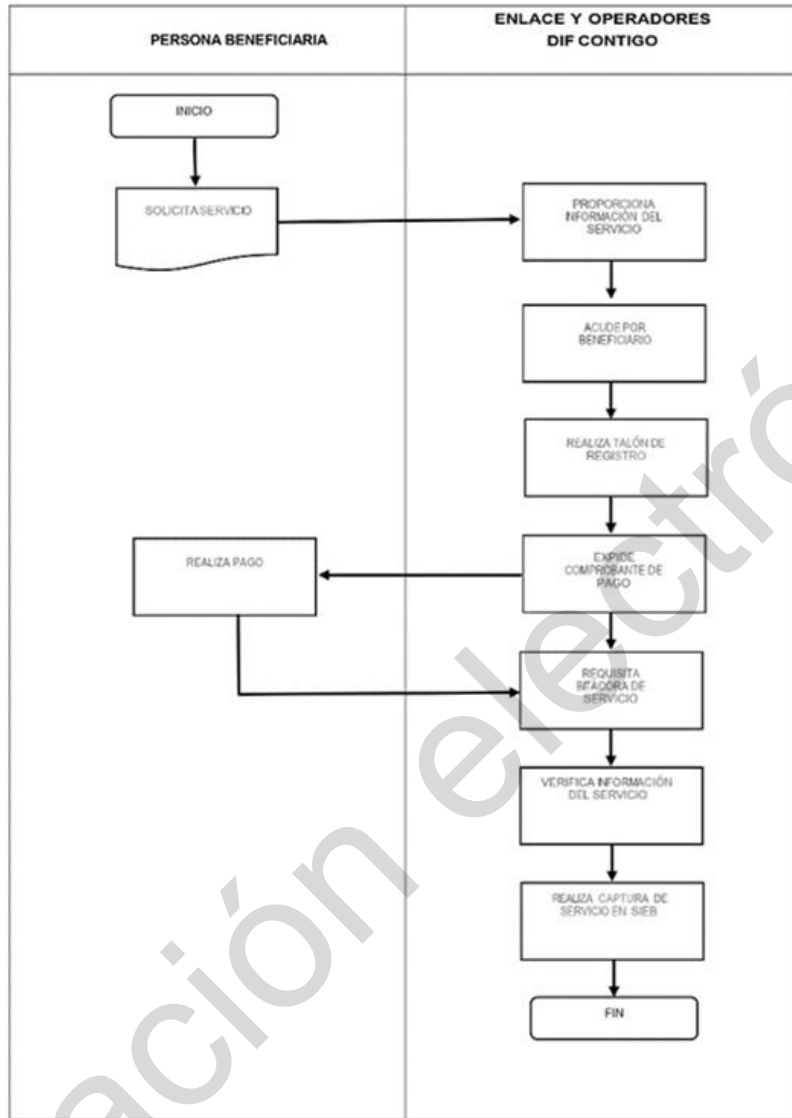 PERSONA BENEFICIARIA
ENLACE Y OPERADORES
DIF CONTIGO
INICIO
SOLICITA SERVICIO
PROPORCIONA
INFORMACIÓN DEL
SERVICIO
ACUDE POR
BENEFICIARIO
REALIZA TALÓN DE
REGISTRO
EXPIDE
COMPROBANTE DE
PAGO
REALIZA PAGO
REQUISITA
BITÁCORA DE
SERVICIO
VERIFICA INFORMACIÓN
DEL SERVICIO
REALIZA CAPTURA DE
SERVICIO EN SIEB
FIN
ación electró